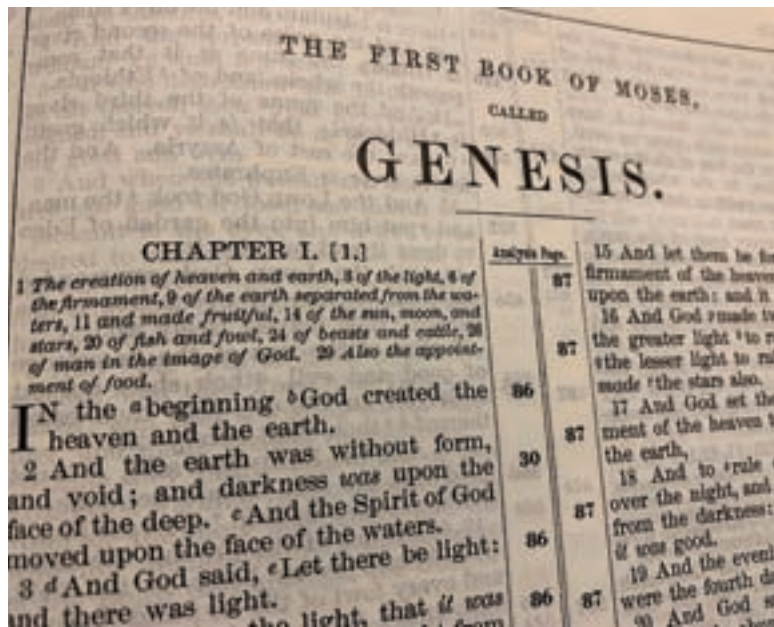 THE FIRST BOOK OF MOSES,
CALLED
GENESIS.
CHAPTER I. [1.]
1 The creation of heaven and earth, 3 of the light, 6 of
the firmament, 9 of the earth separated from the wa-
ters, 11 and made fruitful, 14 of the sun, moon, and
stars, 20 of fish and fowl, 24 of beasts and cattle, 26
of man in the image of God. 29 Also the appoint-
ment of food.
IN the a beginning b God created the
heaven and the earth.
2 And the earth was without form,
and void; and darkness was upon the
face of the deep. c And the Spirit of God
moved upon the face of the waters.
3 d And God said, e Let there be light:
and there was light.
the light, that it was
Analysis Page.
87
87
86
87
30
87
86
86
87
15 And let them be for
firmament of the heaven
upon the earth: and it
16 And God made
the greater light to
the lesser light to
made r the stars also.
17 And God set the
ment of the heaven
the earth,
18 And to rule
over the night, and
from the darkness:
it was good.
19 And the even
were the fourth
20 And God